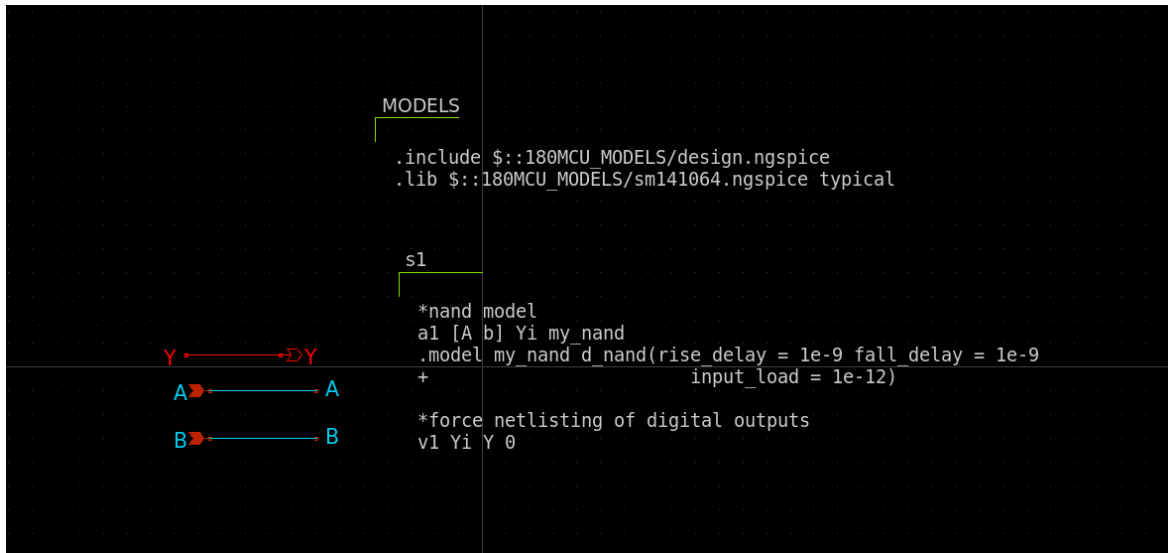 MODELS
.include $::180MCU_MODELS/design.ngspice
.lib $::180MCU_MODELS/sm141064.ngspice typical
s1
*nand model
a1 [A b] Yi my_nand
.model my_nand d_nand(rise_delay = 1e-9 fall_delay = 1e-9
+ input_load = 1e-12)
*force netlisting of digital outputs
v1 Yi Y 0
Y Y
A A
B B